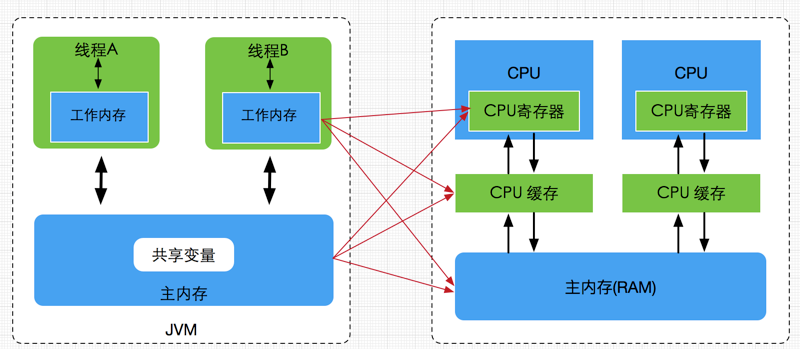 线程A
线程B
工作内存
工作内存
共享变量
主内存
JVM
CPU
CPU
CPU寄存器
CPU寄存器
CPU 缓存
CPU 缓存
主内存(RAM)